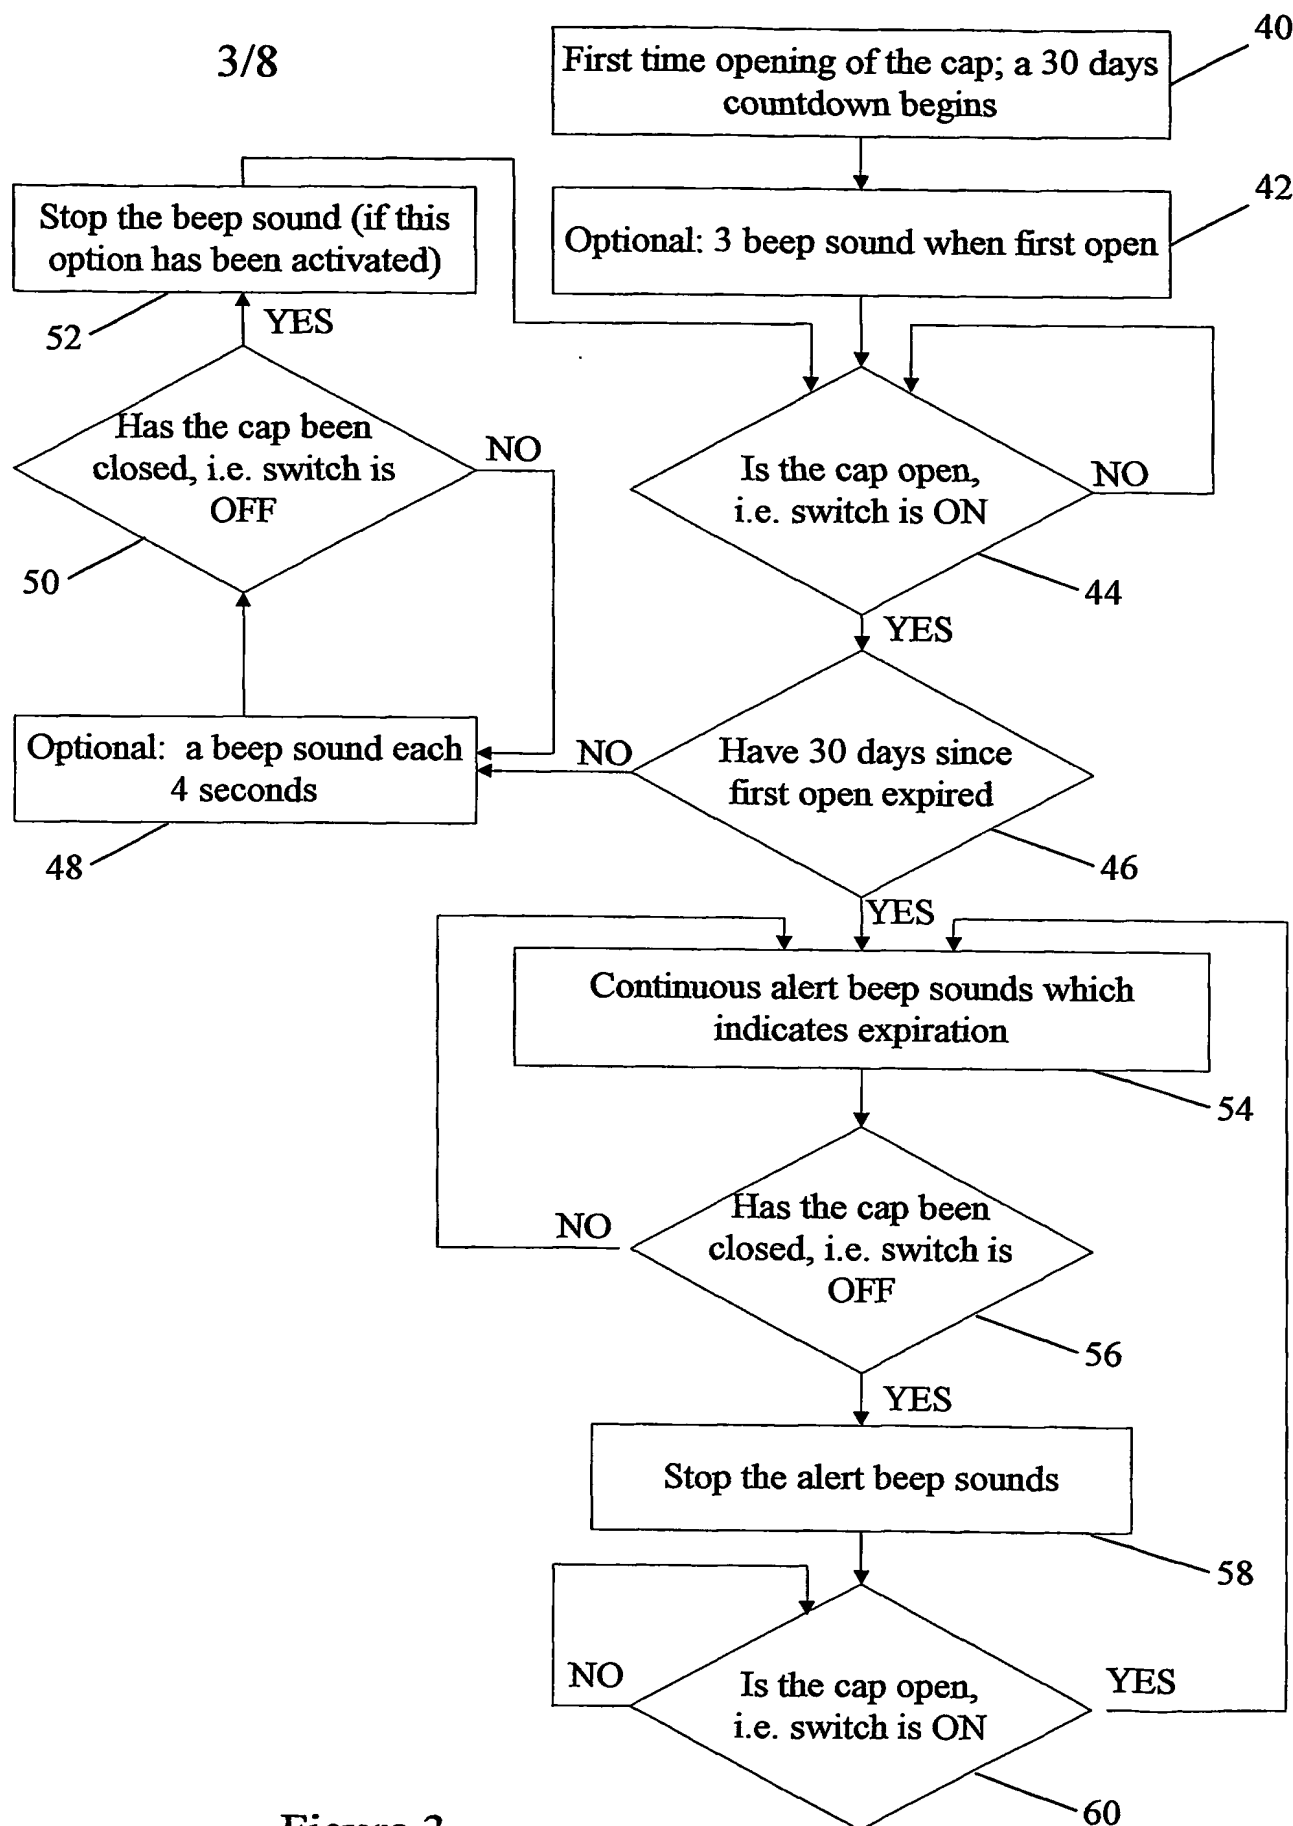 3/8
40
First time opening of the cap; a 30 days
countdown begins
42
Optional: 3 beep sound when first open
Stop the beep sound (if this
option has been activated)
52
YES
Has the cap been
closed, i.e. switch is
OFF
NO
50
Is the cap open,
i.e. switch is ON
NO
44
YES
Optional: a beep sound each
4 seconds
48
NO
Have 30 days since
first open expired
46
YES
Continuous alert beep sounds which
indicates expiration
54
NO
Has the cap been
closed, i.e. switch is
OFF
56
YES
Stop the alert beep sounds
58
NO
Is the cap open,
i.e. switch is ON
YES
60